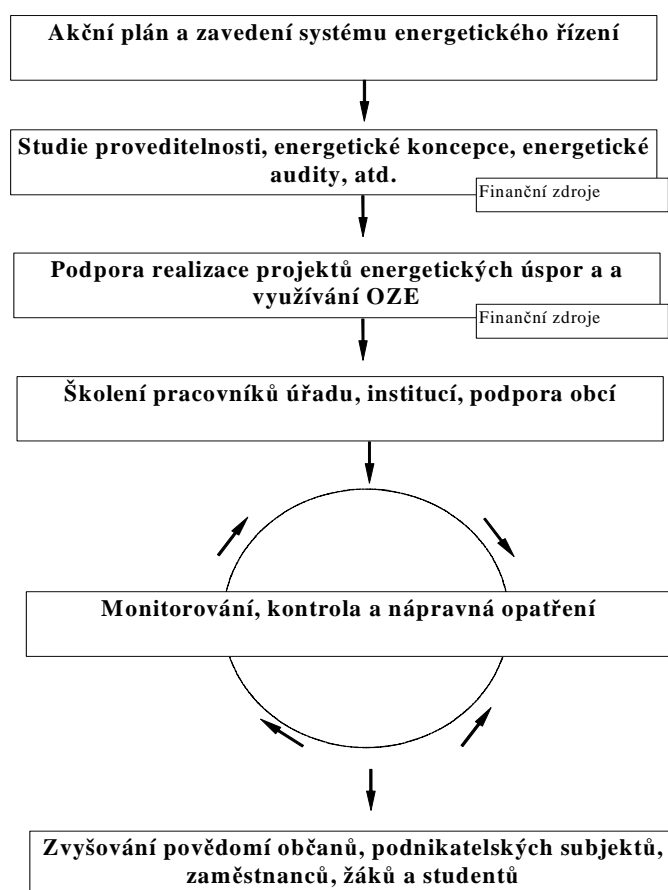 Akční plán a zavedení systému energetického řízení
Studie proveditelnosti, energetické koncepce, energetické
audity, atd.
Finanční zdroje
Podpora realizace projektů energetických úspor a a
využívání OZE
Finanční zdroje
Školení pracovníků úřadu, institucí, podpora obcí
Monitorování, kontrola a nápravná opatření
Zvyšování povědomí občanů, podnikatelských subjektů,
zaměstnanců, žáků a studentů